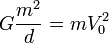 G\frac{m^2}{d} = mV_0^2